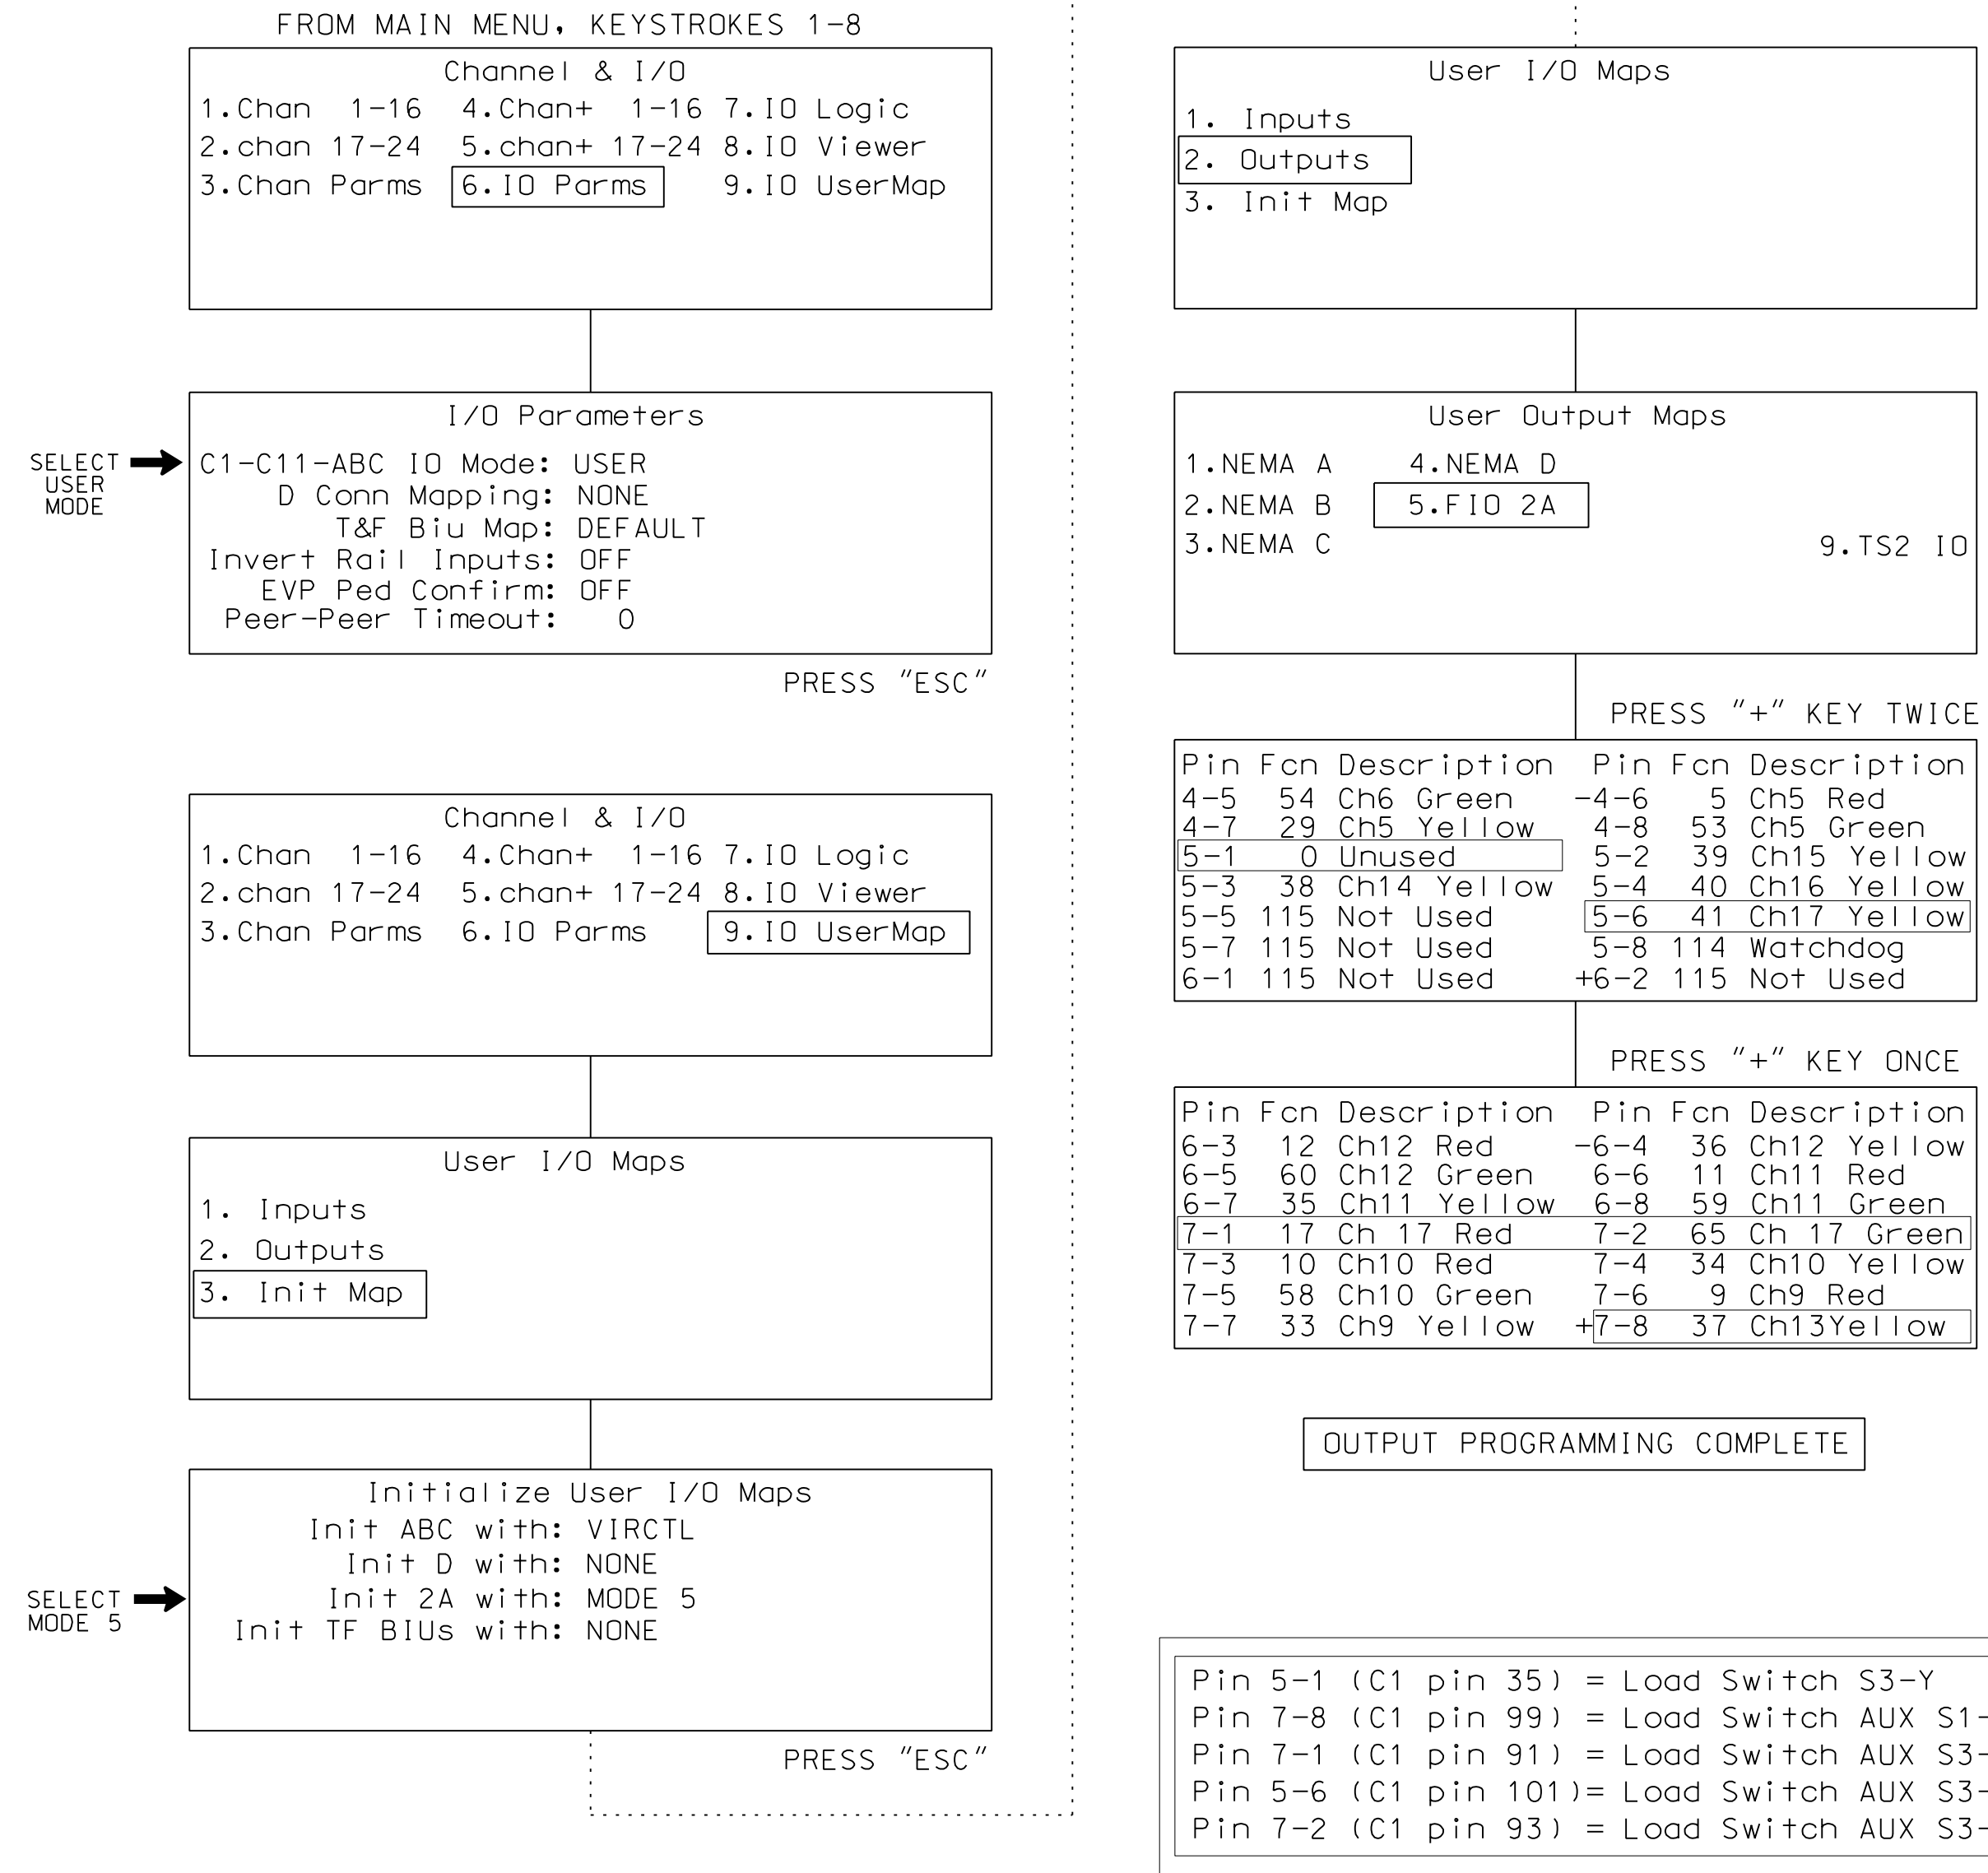 FROM MAIN MENU, KEYSTROKES 1-8
Channel & I/O
1.Chan 1-16 4.Chan+ 1-16 7.IO Logic
2.chan 17-24 5.chan+ 17-24 8.IO Viewer
3.Chan Parms 6.IO Parms 9.IO UserMap
I/O Parameters
SELECT USER MODE
C1-C11-ABC IO Mode: USER
D Conn Mapping: NONE
T&F Biu Map: DEFAULT
Invert Rail Inputs: OFF
EVP Ped Confirm: OFF
Peer-Peer Timeout: 0
PRESS "ESC"
Channel & I/O
1.Chan 1-16 4.Chan+ 1-16 7.IO Logic
2.chan 17-24 5.chan+ 17-24 8.IO Viewer
3.Chan Parms 6.IO Parms 9.IO UserMap
User I/O Maps
1. Inputs
2. Outputs
3. Init Map
Initialize User I/O Maps
Init ABC with: VIRCTL
Init D with: NONE
SELECT MODE 5
Init 2A with: MODE 5
Init TF BIUs with: NONE
PRESS "ESC"
User I/O Maps
1. Inputs
2. Outputs
3. Init Map
User Output Maps
1.NEMA A 4.NEMA D
2.NEMA B 5.FIO 2A
3.NEMA C 9.TS2 IO
PRESS "+" KEY TWICE
Pin Fcn Description Pin Fcn Description
4-5 54 Ch6 Green -4-6 5 Ch5 Red
4-7 29 Ch5 Yellow 4-8 53 Ch5 Green
5-1 0 Unused 5-2 39 Ch15 Yellow
5-3 38 Ch14 Yellow 5-4 40 Ch16 Yellow
5-5 115 Not Used 5-6 41 Ch17 Yellow
5-7 115 Not Used 5-8 114 Watchdog
6-1 115 Not Used +6-2 115 Not Used
PRESS "+" KEY ONCE
Pin Fcn Description Pin Fcn Description
6-3 12 Ch12 Red -6-4 36 Ch12 Yellow
6-5 60 Ch12 Green 6-6 11 Ch11 Red
6-7 35 Ch11 Yellow 6-8 59 Ch11 Green
7-1 17 Ch 17 Red 7-2 65 Ch 17 Green
7-3 10 Ch10 Red 7-4 34 Ch10 Yellow
7-5 58 Ch10 Green 7-6 9 Ch9 Red
7-7 33 Ch9 Yellow +7-8 37 Ch13Yellow
OUTPUT PROGRAMMING COMPLETE
Pin 5-1 (C1 pin 35) = Load Switch S3-Y
Pin 7-8 (C1 pin 99) = Load Switch AUX S1-
Pin 7-1 (C1 pin 91) = Load Switch AUX S3-
Pin 5-6 (C1 pin 101)= Load Switch AUX S3-
Pin 7-2 (C1 pin 93) = Load Switch AUX S3-